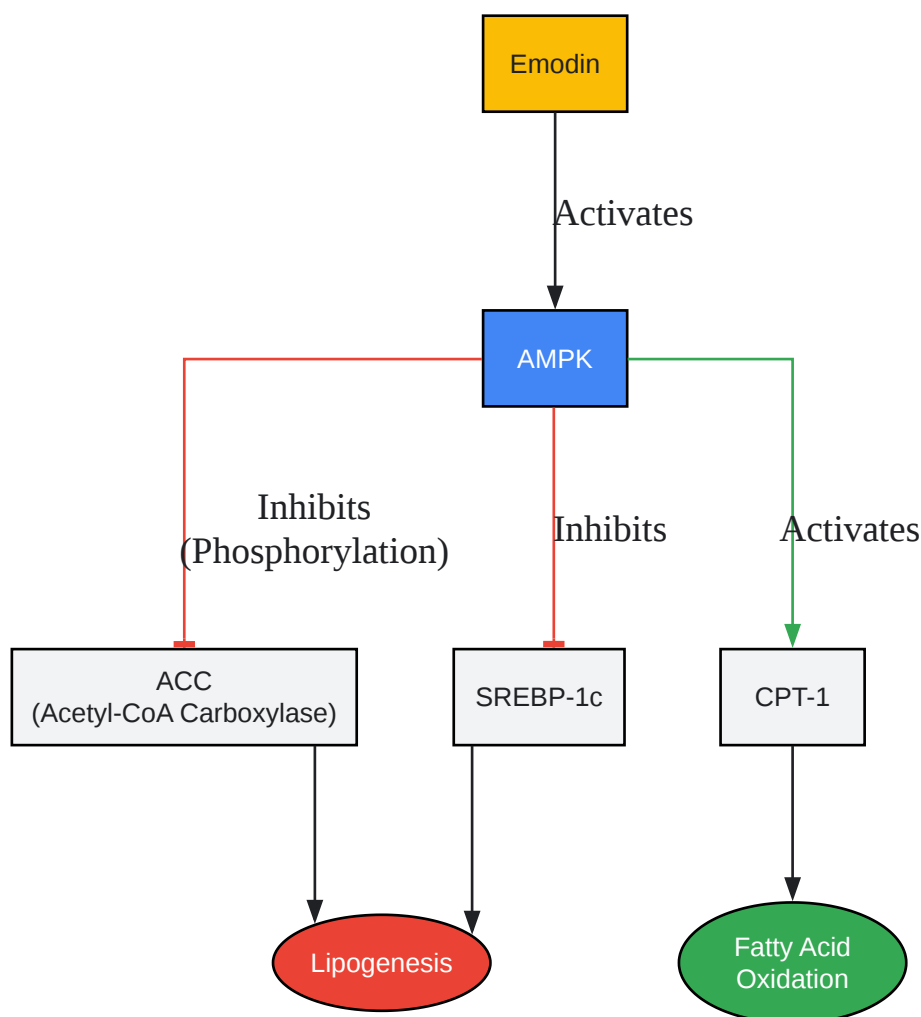 Emodin
Activates
AMPK
Inhibits
(Phosphorylation)
Inhibits
Activates
ACC
(Acetyl-CoA Carboxylase)
SREBP-1c
CPT-1
Lipogenesis
Fatty Acid
Oxidation